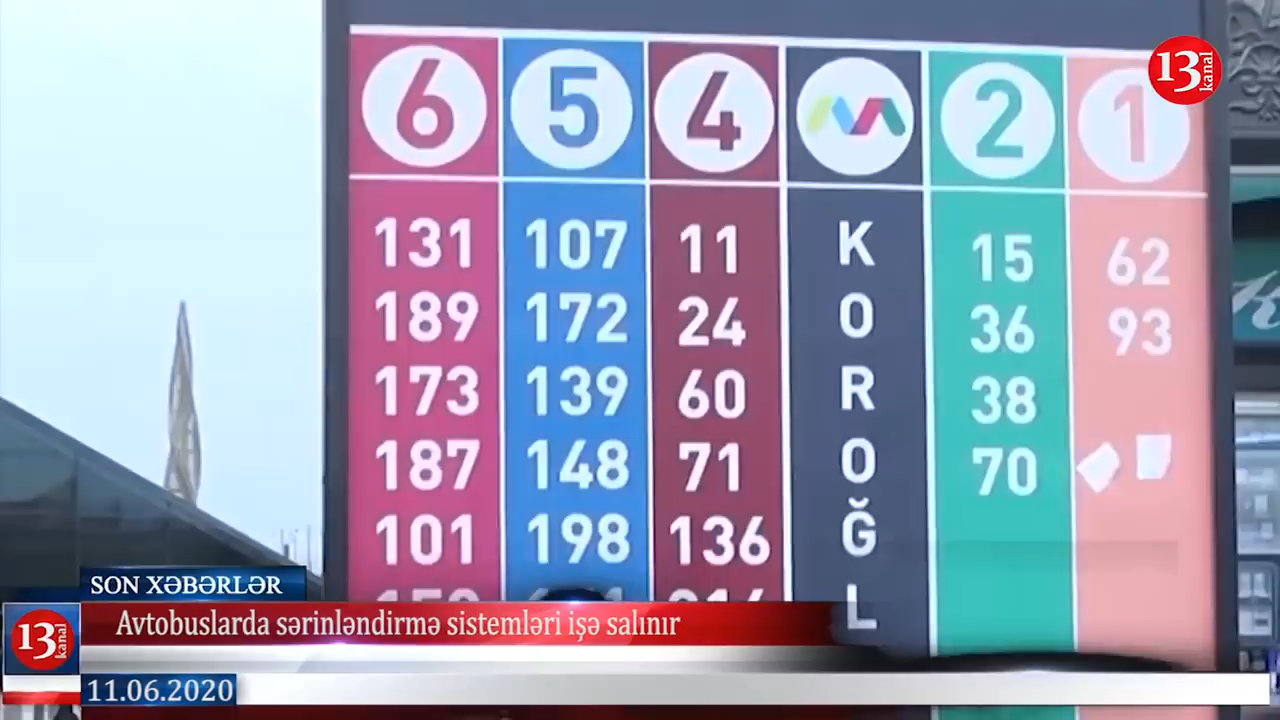 6 5 4 2 1
13 kanal
131 107 11 K 15 62
189 172 24 O 36 93
173 139 60 R 38
187 148 71 O 70
101 198 136 Ğ
L
SON XƏBƏRLƏR
Avtobuslarda sərinləndirmə sistemləri işə salınır
13 kanal
11.06.2020